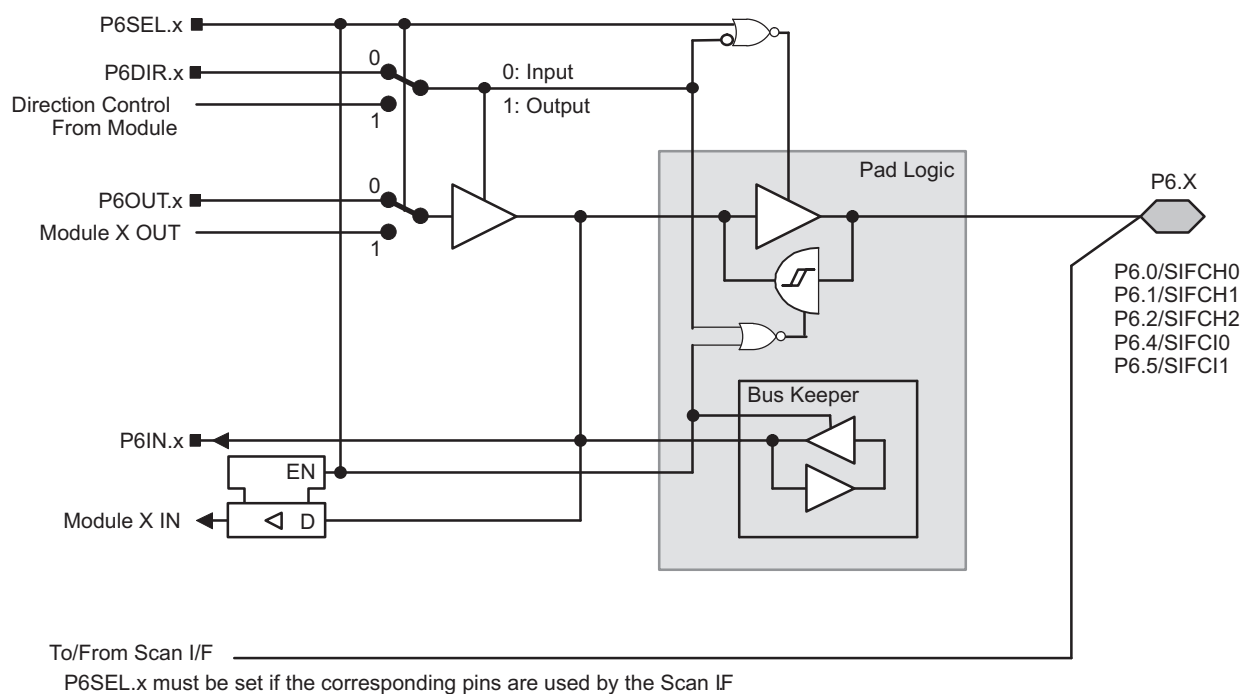 P6SEL.x
P6DIR.x
0
0: Input
Direction Control
From Module
1
1: Output
Pad Logic
P6OUT.x
0
Module X OUT
1
P6.X
P6.0/SIFCH0
P6.1/SIFCH1
P6.2/SIFCH2
P6.4/SIFCI0
P6.5/SIFCI1
Bus Keeper
P6IN.x
EN
Module X IN
D
To/From Scan I/F
P6SEL.x must be set if the corresponding pins are used by the Scan IF